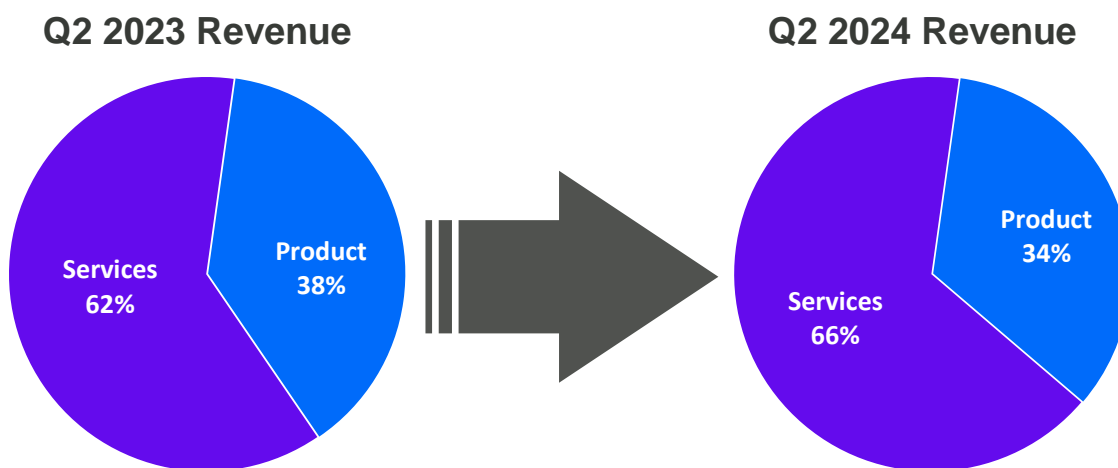 Q2 2023 Revenue
Services
62%
Product
38%
Q2 2024 Revenue
Services
66%
Product
34%